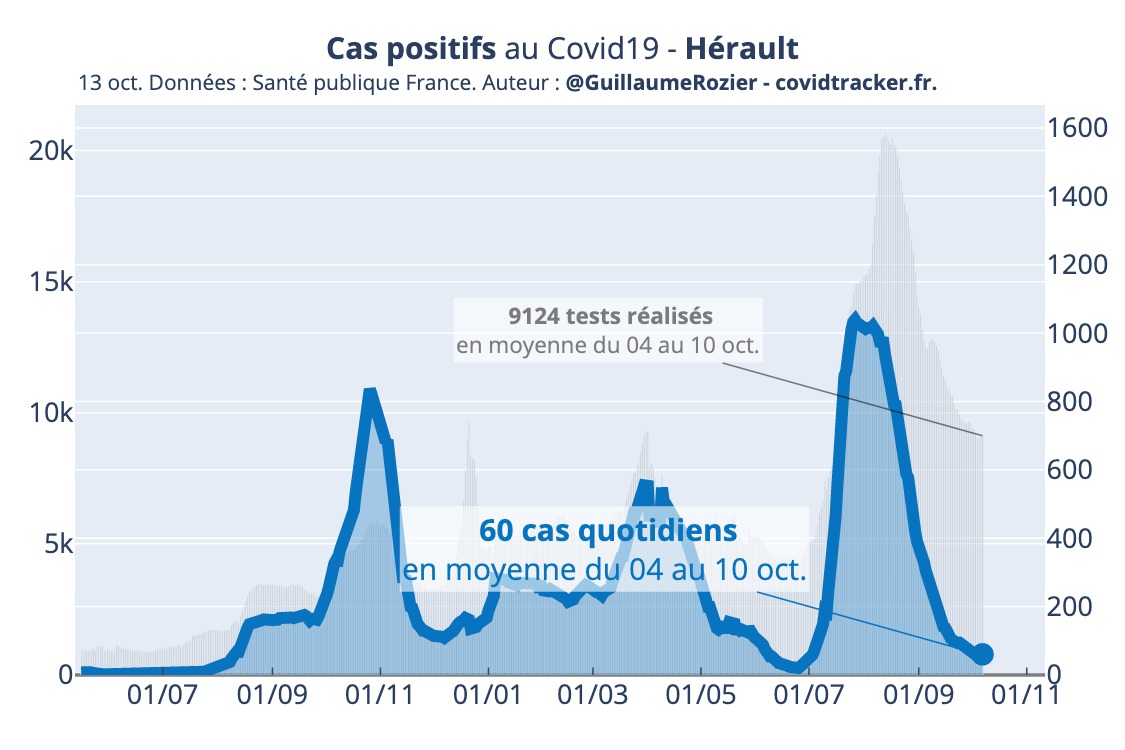 Cas positifs au Covid19 - Hérault
13 oct. Données : Santé publique France. Auteur : @GuillaumeRozier - covidtracker.fr.
20k
15k
10k
5k
0
1600
1400
1200
1000
800
600
400
200
0
9124 tests réalisés
en moyenne du 04 au 10 oct.
60 cas quotidiens
en moyenne du 04 au 10 oct.
01/07 01/09 01/11 01/01 01/03 01/05 01/07 01/09 01/11